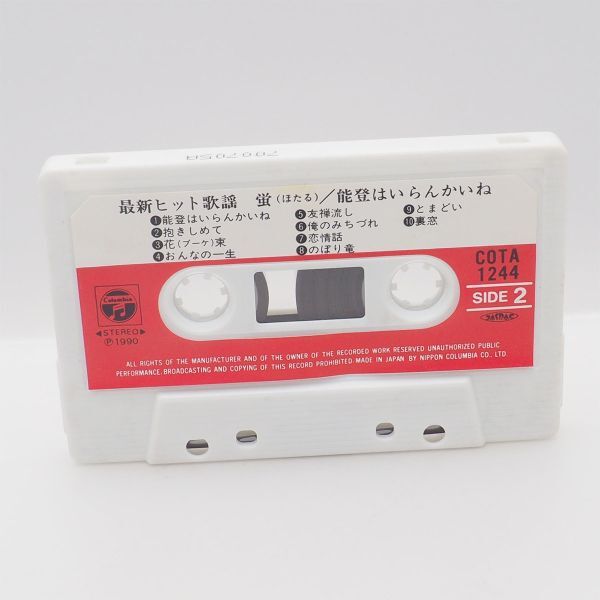 最新ヒット歌謡 蛍(ほたる)／能登はいらんかいね
❶能登はいらんかいね
❷抱きしめて
❸花(ブーケ)束
❹おんなの一生
❺友禅流し
❻俺のみちづれ
❼恋情話
❽のぼり竜
❾とまどい
❿裏窓
COTA
1244
SIDE 2
Columbia
◀STEREO▶
Ⓟ1990
ALL RIGHTS OF THE MANUFACTURER AND OF THE OWNER OF THE RECORDED WORK RESERVED UNAUTHORIZED PUBLIC
PERFORMANCE, BROADCASTING AND COPYING OF THIS RECORD PROHIBITED. MADE IN JAPAN BY NIPPON COLUMBIA CO., LTD.